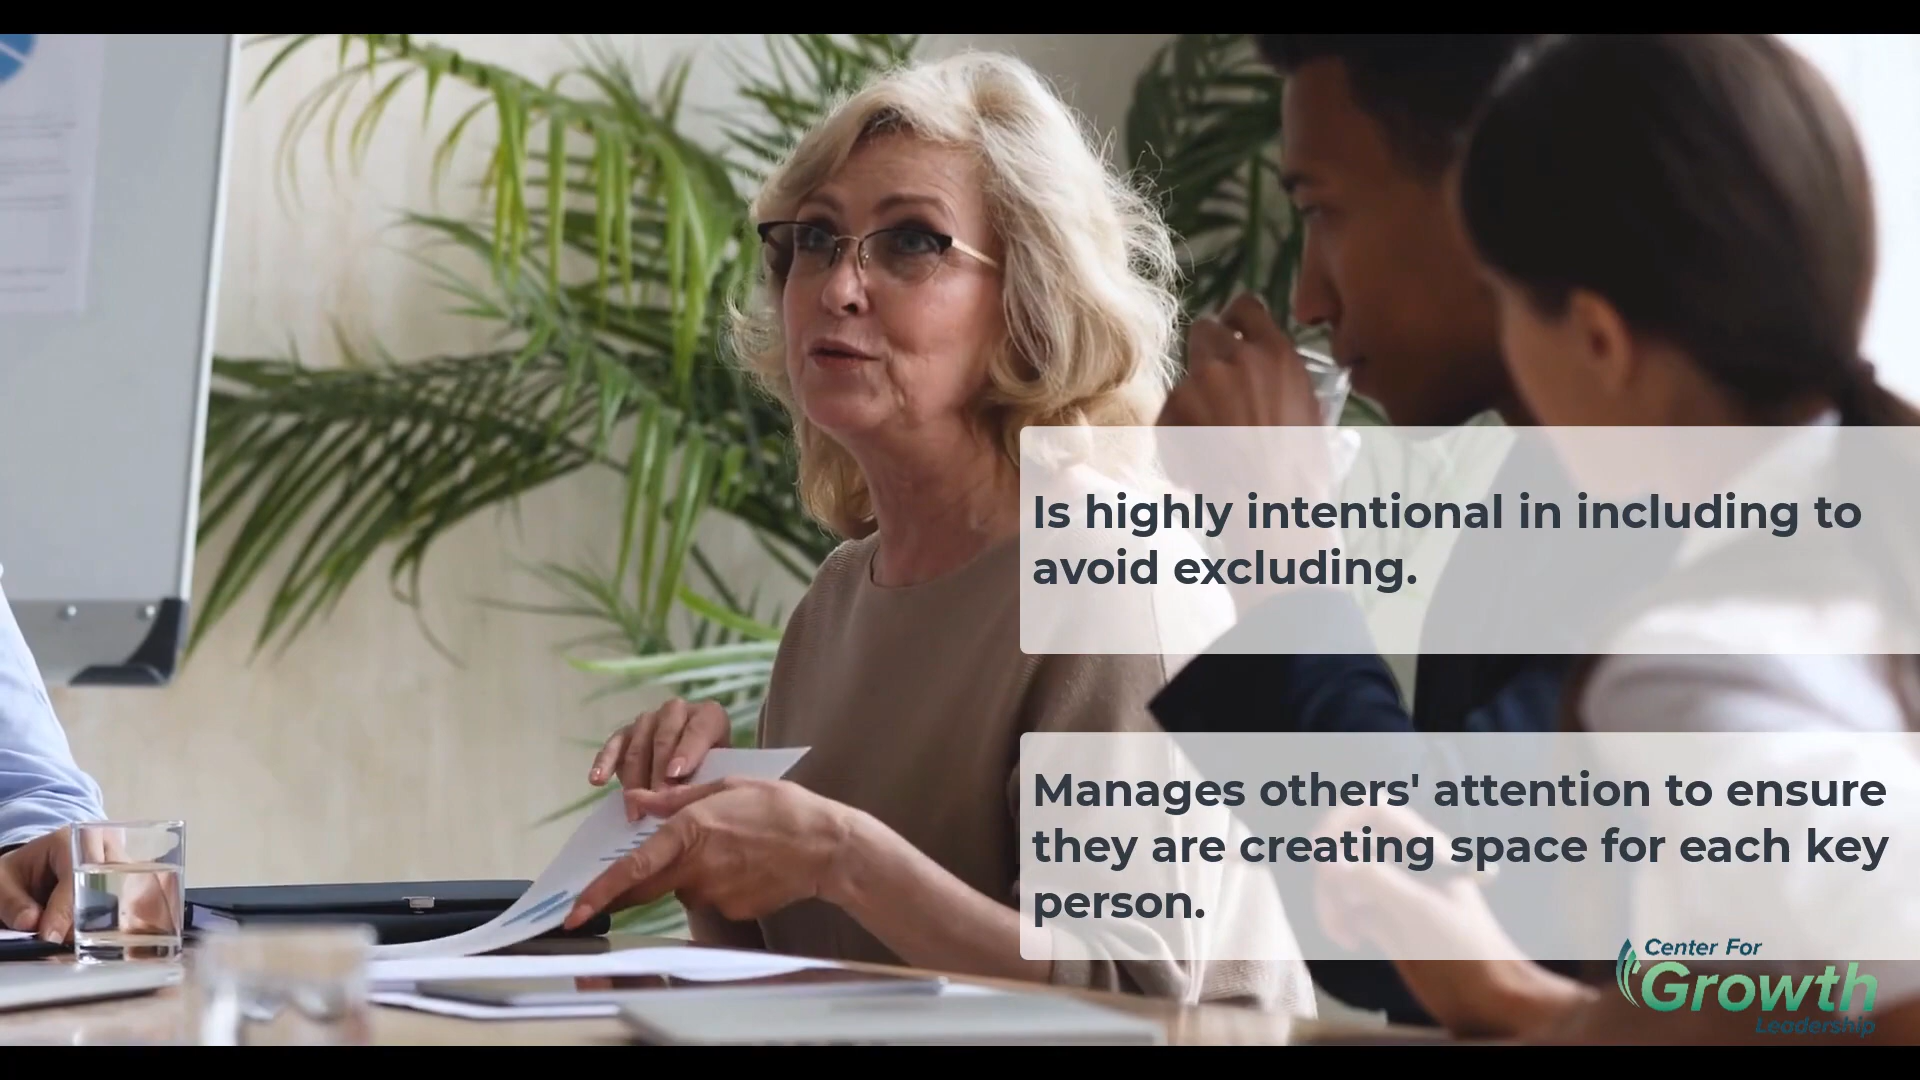 Is highly intentional in including to
avoid excluding.
Manages others' attention to ensure
they are creating space for each key
person.
Center For
Growth
Leadership